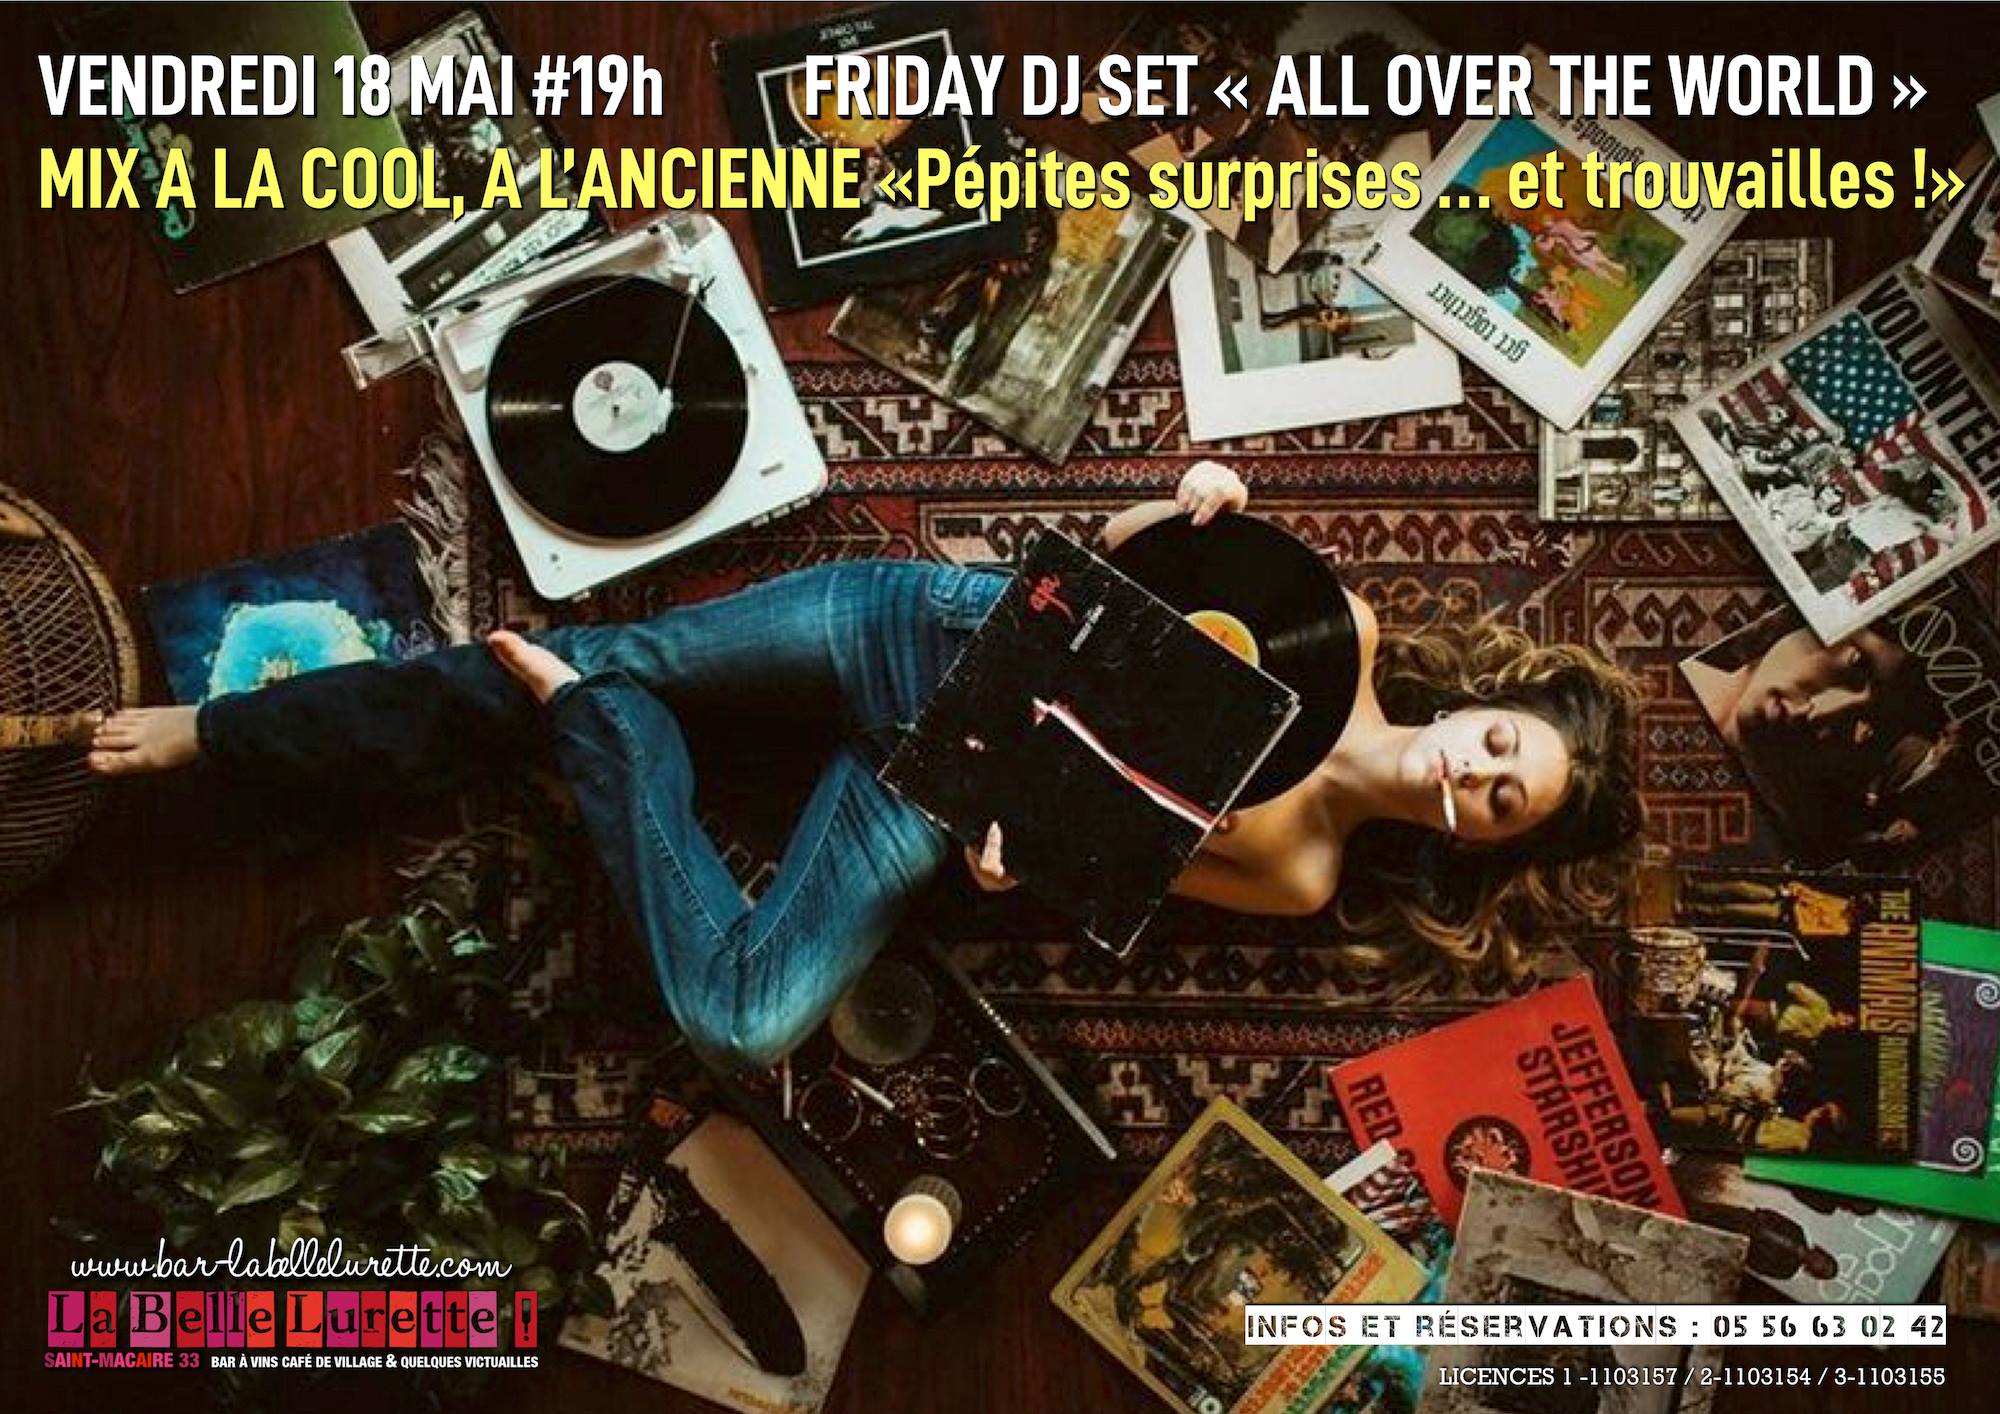 VENDREDI 18 MAI #19h
FRIDAY DJ SET « ALL OVER THE WORLD »
MIX A LA COOL, A L'ANCIENNE «Pépites surprises ... et trouvailles !»
get together
VOLUNTEE
THE ANIMALS
JEFFERSON
STARSHI
RED
www.bar-labellelurette.com
La Belle Lurette !
SAINT-MACAIRE 33 BAR À VINS CAFÉ DE VILLAGE & QUELQUES VICTUAILLES
INFOS ET RÉSERVATIONS : 05 56 63 02 42
LICENCES 1 -1103157 / 2-1103154 / 3-1103155